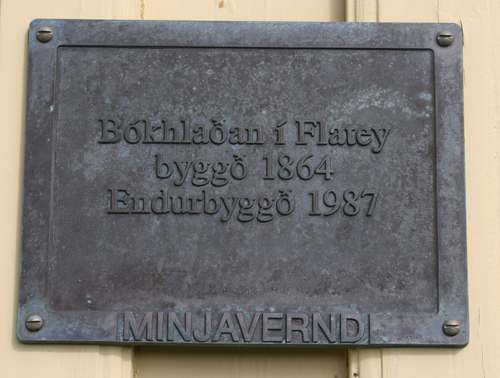 Bókhlaðan í Flatey
byggð 1864
Endurbyggð 1987
MINJAVERND